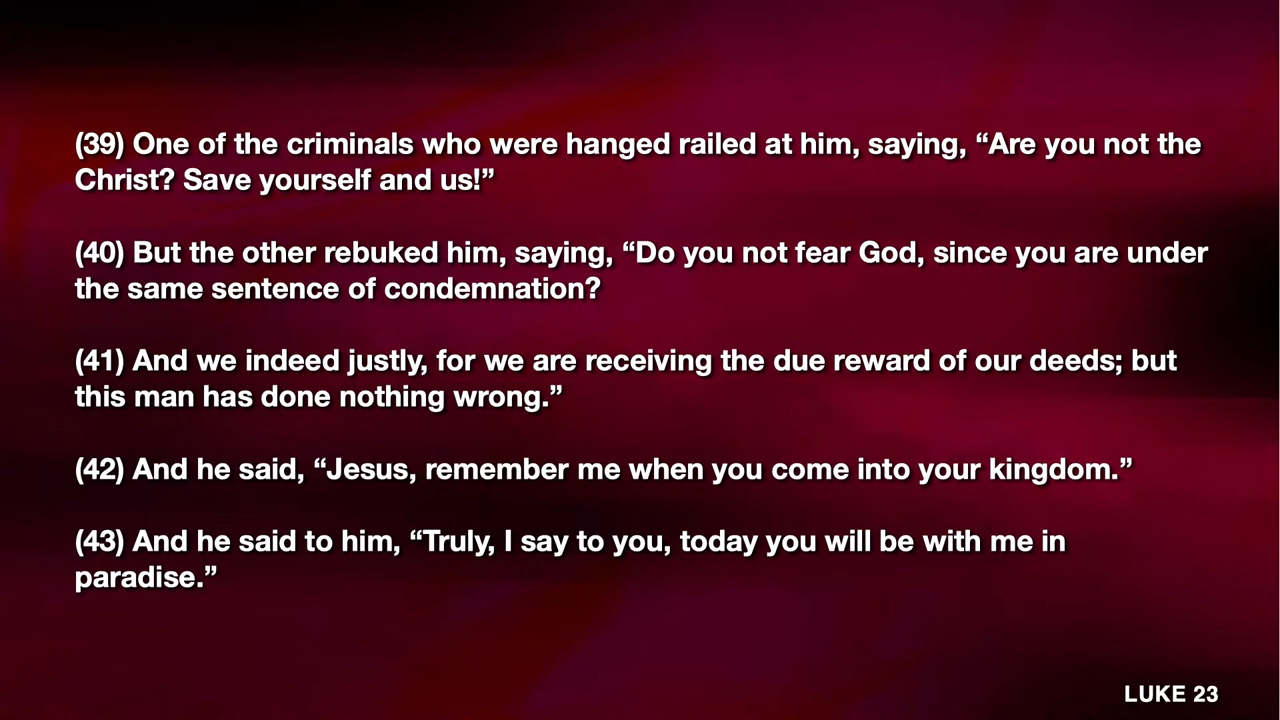 (39) One of the criminals who were hanged railed at him, saying, “Are you not the
Christ? Save yourself and us!”
(40) But the other rebuked him, saying, “Do you not fear God, since you are under
the same sentence of condemnation?
(41) And we indeed justly, for we are receiving the due reward of our deeds; but
this man has done nothing wrong.”
(42) And he said, “Jesus, remember me when you come into your kingdom.”
(43) And he said to him, “Truly, I say to you, today you will be with me in
paradise.”
LUKE 23